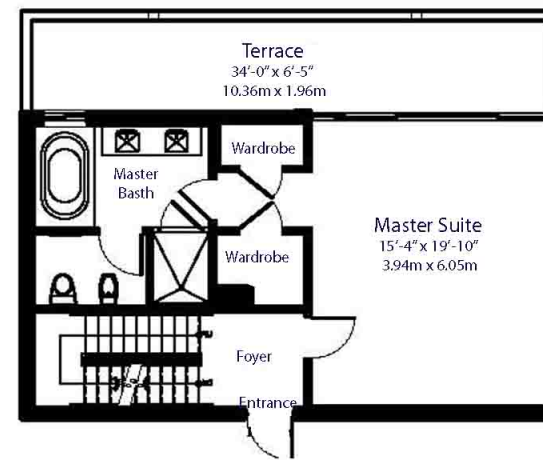 Terrace
34'-0" x 6'-5"
10.36m x 1.96m
Wardrobe
Master
Basth
Master Suite
15'-4" x 19'-10"
3.94m x 6.05m
Wardrobe
Foyer
Entrance